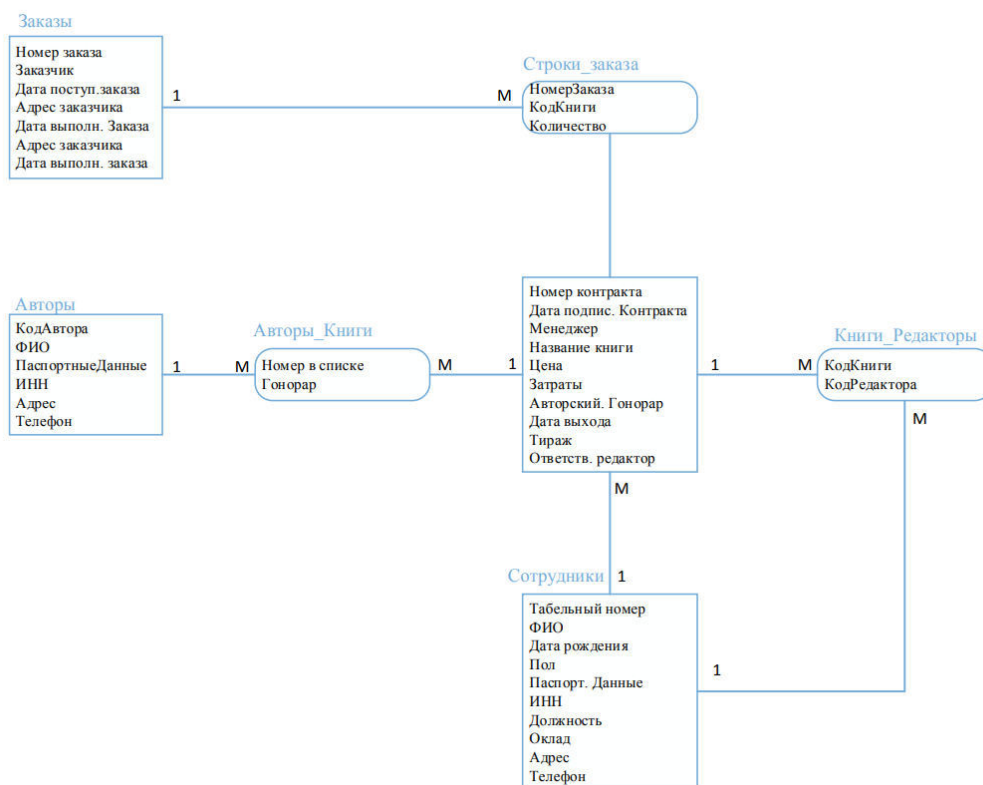 Заказы
Номер заказа
Заказчик
Дата поступ.заказа
Адрес заказчика
Дата выполн. Заказа
Адрес заказчика
Дата выполн. заказа
1
М
Строки_заказа
НомерЗаказа
КодКниги
Количество
Авторы
КодАвтора
ФИО
ПаспортныеДанные
ИНН
Адрес
Телефон
1
М
Авторы_Книги
Номер в списке
Гонорар
М
1
Номер контракта
Дата подпис. Контракта
Менеджер
Название книги
Цена
Затраты
Авторский. Гонорар
Дата выхода
Тираж
Ответств. редактор
1
М
Книги_Редакторы
КодКниги
КодРедактора
М
М
1
Сотрудники
Табельный номер
ФИО
Дата рождения
Пол
Паспорт. Данные
ИНН
Должность
Оклад
Адрес
Телефон
1